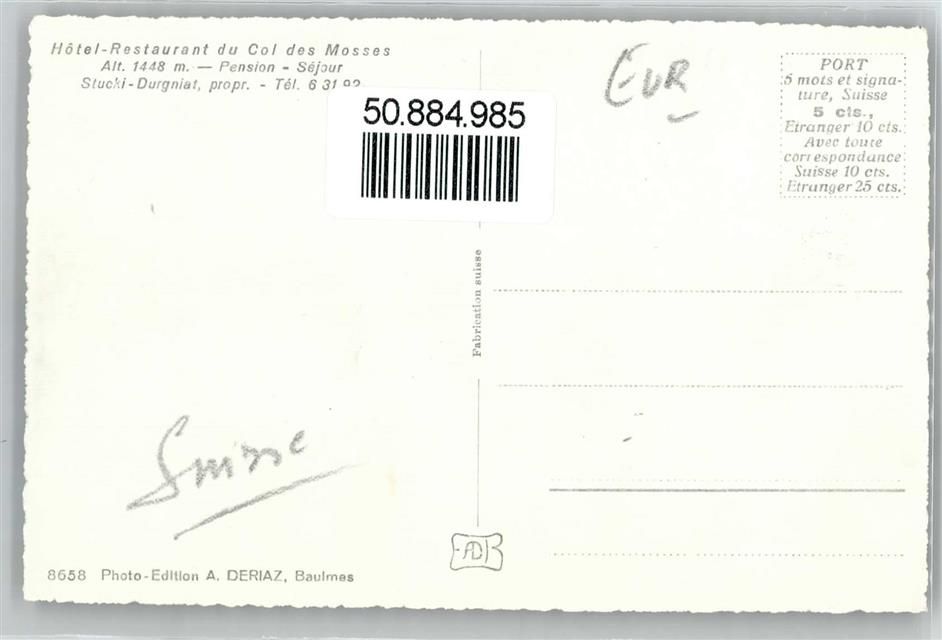 Hôtel-Restaurant du Col des Mosses
Alt. 1448 m. — Pension - Séjour
Stucki-Durgniat, propr. - Tél. 6 31 92
50.884.985
EUR
PORT
5 mots et signa-
ture, Suisse
5 cts.,
Etranger 10 cts.
Avec toute
correspondance
Suisse 10 cts.
Etranger 25 cts.
Fabrication suisse
Suisse
AD
8658 Photo-Edition A. DERIAZ, Baulmes